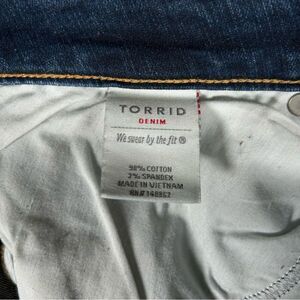 TORRID
DENIM
We swear by the fit ®
98% COTTON
2% SPANDEX
MADE IN VIETNAM